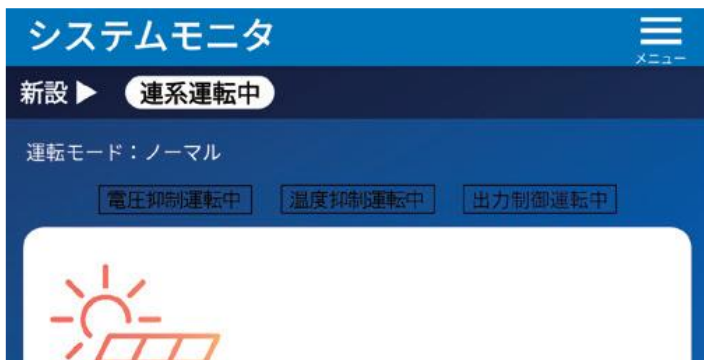 システムモニタ
メニュー
新設▶ 連系運転中
運転モード：ノーマル
電圧抑制運転中 温度抑制運転中 出力制御運転中